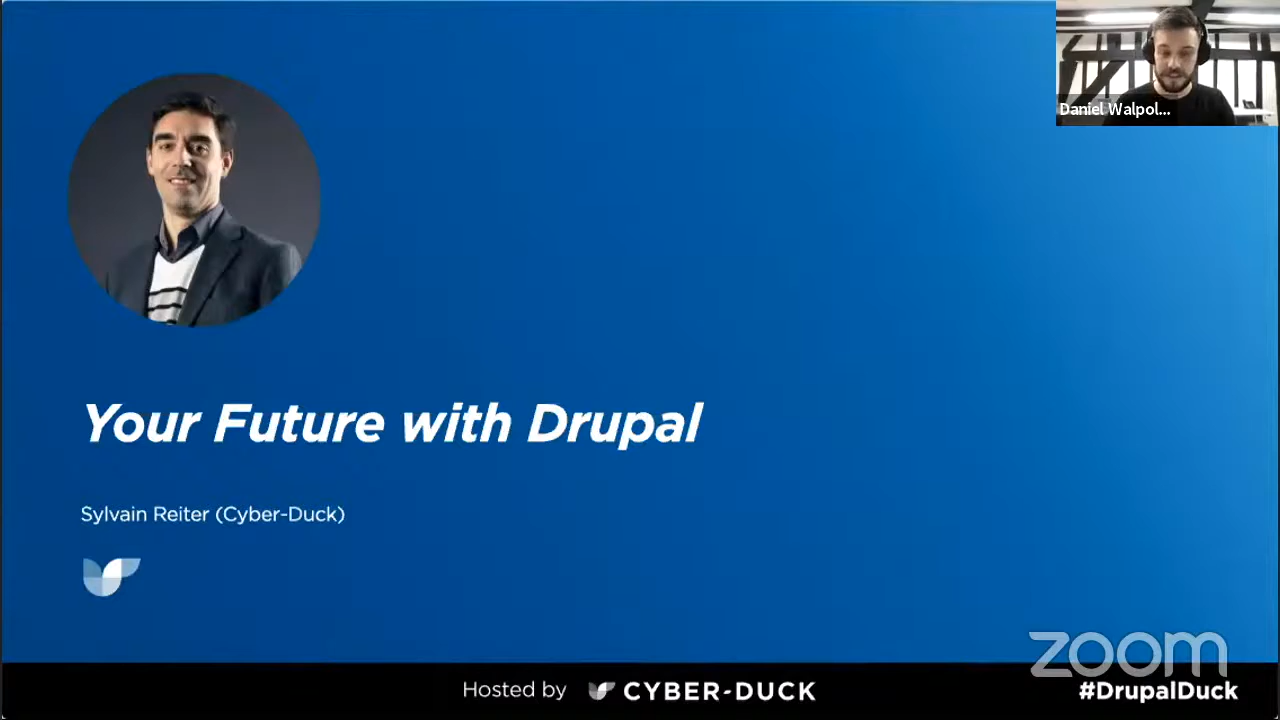 Daniel Walpol...
Your Future with Drupal
Sylvain Reiter (Cyber-Duck)
zoom
Hosted by CYBER-DUCK
#DrupalDuck